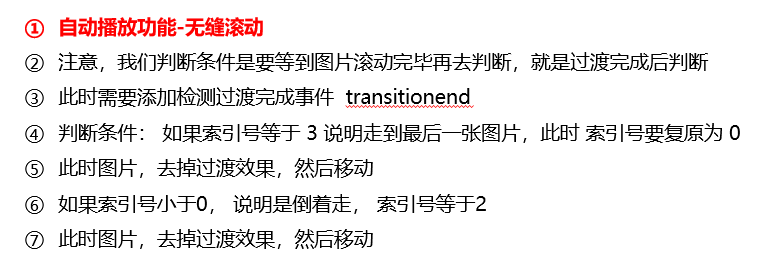 ① 自动播放功能-无缝滚动
② 注意，我们判断条件是要等到图片滚动完毕再去判断，就是过渡完成后判断
③ 此时需要添加检测过渡完成事件 transitionend
④ 判断条件： 如果索引号等于 3 说明走到最后一张图片，此时 索引号要复原为 0
⑤ 此时图片，去掉过渡效果，然后移动
⑥ 如果索引号小于0， 说明是倒着走， 索引号等于2
⑦ 此时图片，去掉过渡效果，然后移动